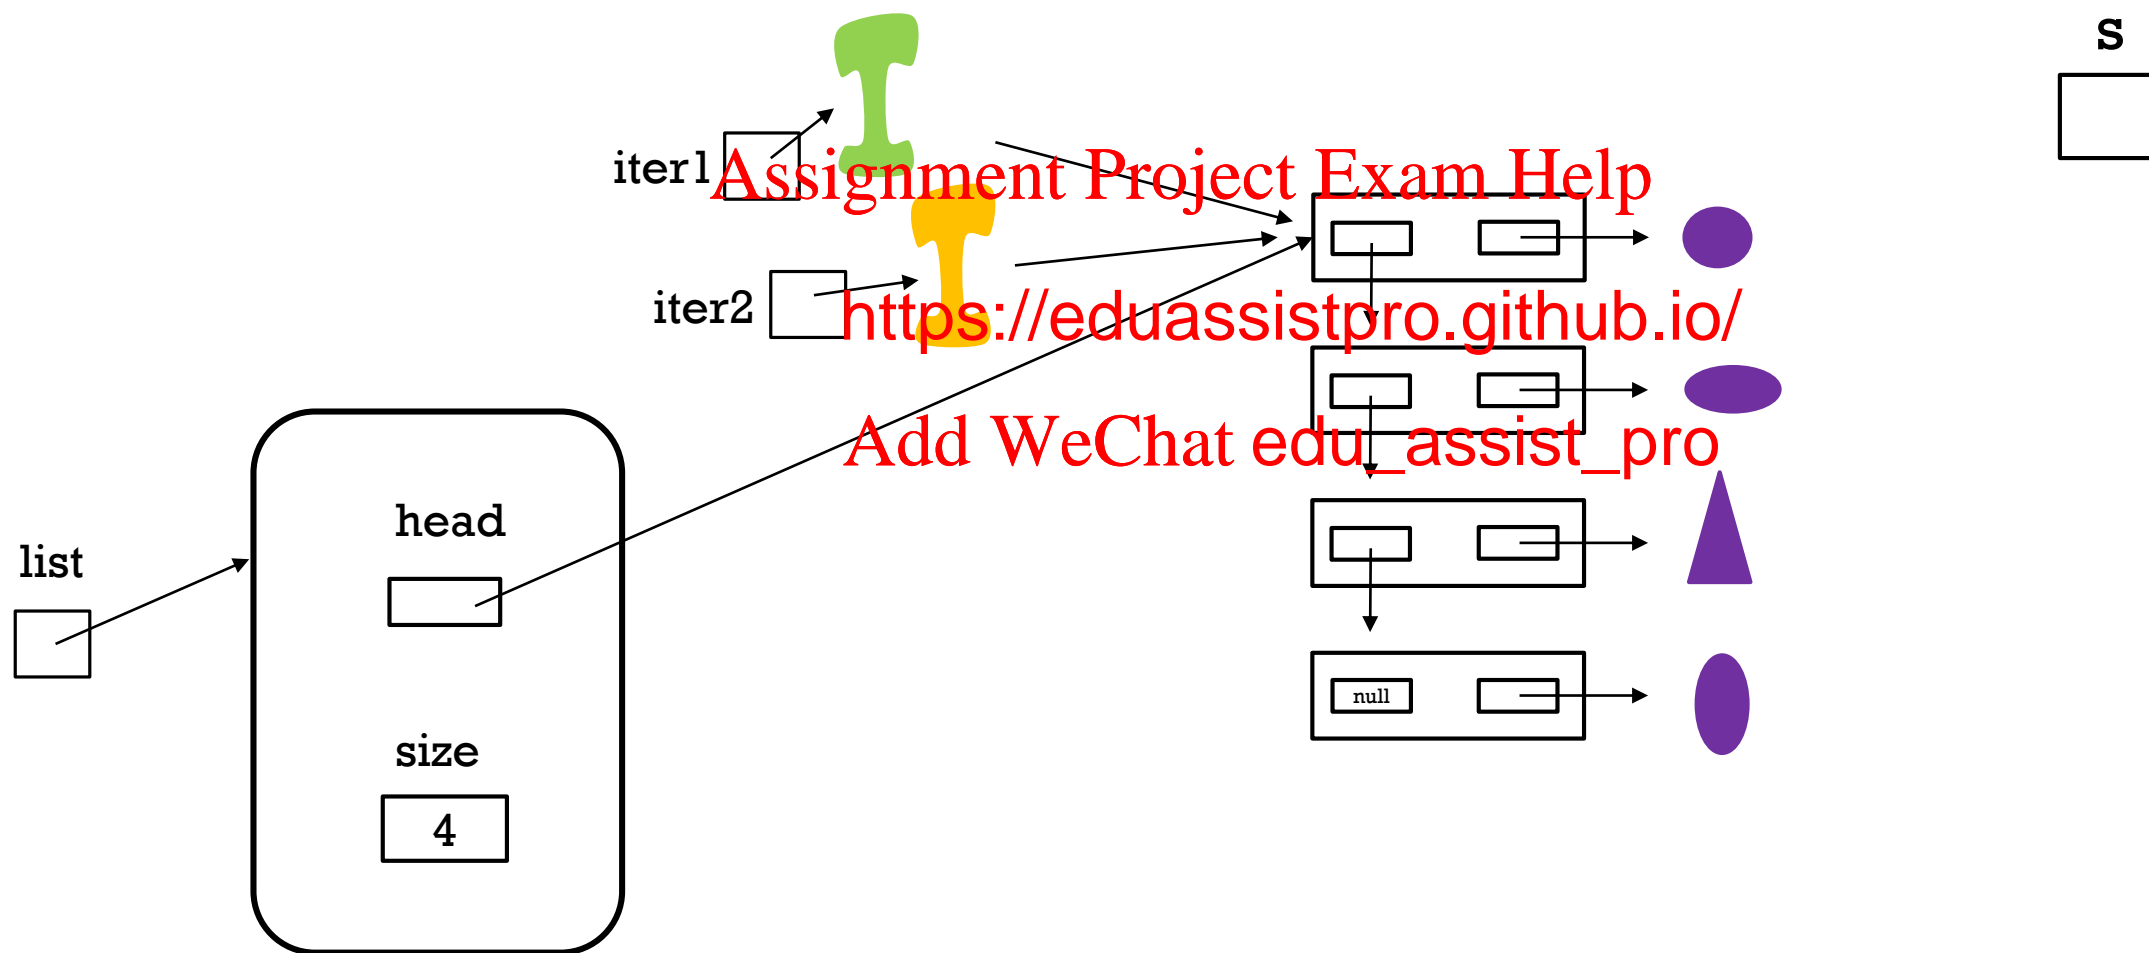 s
iter1
Assignment Project Exam Help
iter2
https://eduassistpro.github.io/
Add WeChat edu_assist_pro
head
list
null
size
4